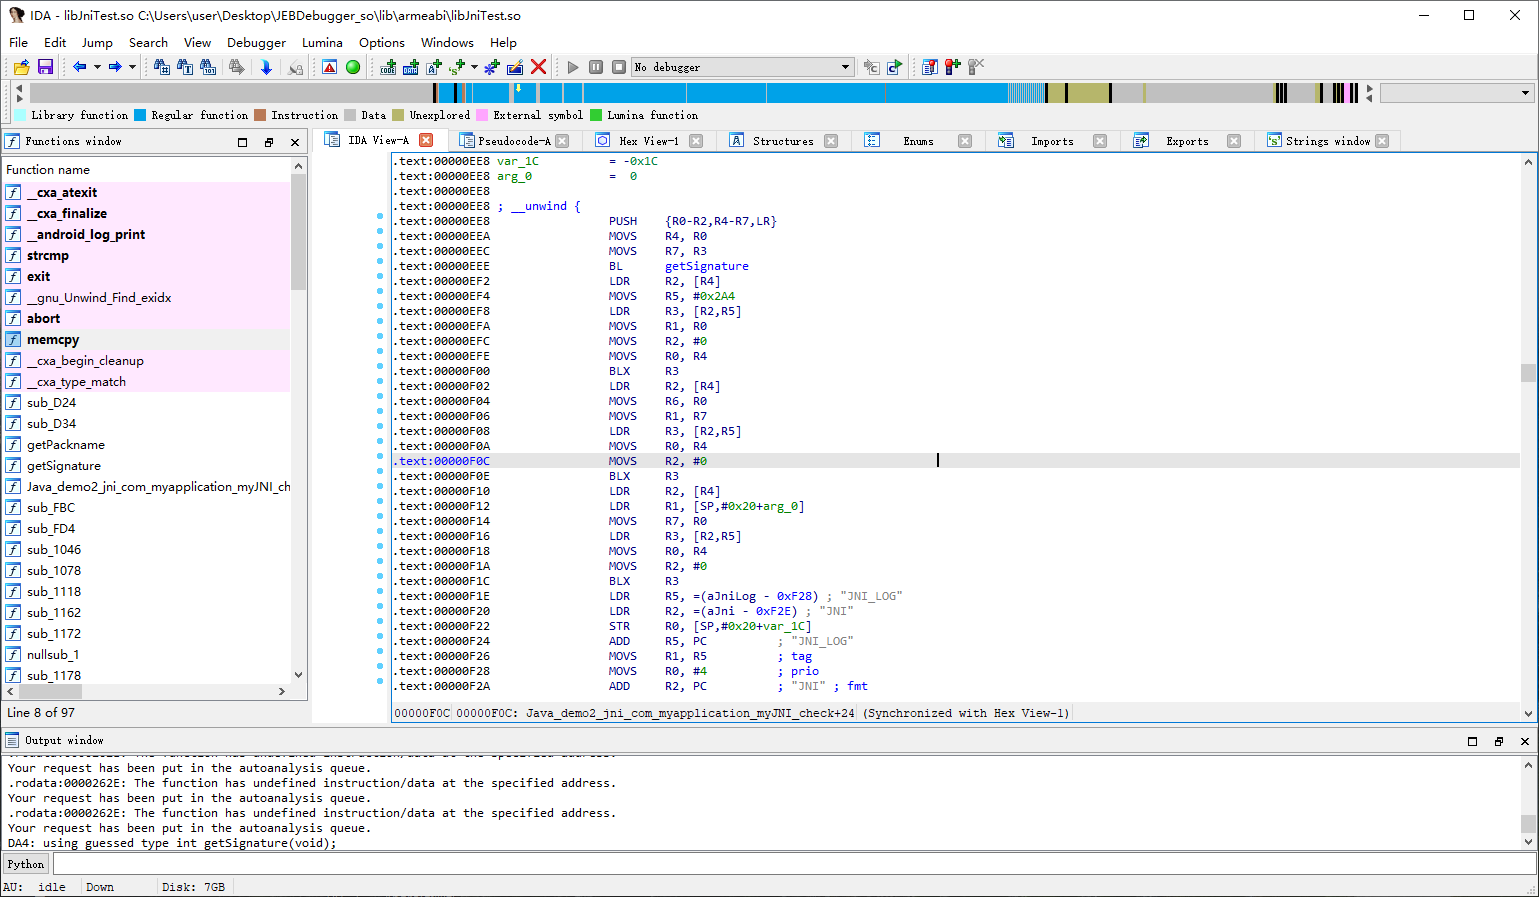 IDA - libJniTest.so C:\Users\user\Desktop\JEBDebugger_so\lib\armeabi\libJniTest.so
File Edit Jump Search View Debugger Lumina Options Windows Help
No debugger
Library function Regular function Instruction Data Unexplored External symbol Lumina function
Functions window
IDA View-A Pseudocode-A Hex View-1 Structures Enums Imports Exports Strings window
Function name
__cxa_atexit
__cxa_finalize
__android_log_print
strcmp
exit
__gnu_Unwind_Find_exidx
abort
memcpy
__cxa_begin_cleanup
__cxa_type_match
sub_D24
sub_D34
getPackname
getSignature
Java_demo2_jni_com_myapplication_myJNI_ch
sub_FBC
sub_FD4
sub_1046
sub_1078
sub_1118
sub_1162
sub_1172
nullsub_1
sub_1178
Line 8 of 97
.text:00000EE8 var_1C = -0x1C
.text:00000EE8 arg_0 = 0
.text:00000EE8
.text:00000EE8 ; __unwind {
.text:00000EE8 PUSH {R0-R2,R4-R7,LR}
.text:00000EEA MOVS R4, R0
.text:00000EEC MOVS R7, R3
.text:00000EEE BL getSignature
.text:00000EF2 LDR R2, [R4]
.text:00000EF4 MOVS R5, #0x2A4
.text:00000EF8 LDR R3, [R2,R5]
.text:00000EFA MOVS R1, R0
.text:00000EFC MOVS R2, #0
.text:00000EFE MOVS R0, R4
.text:00000F00 BLX R3
.text:00000F02 LDR R2, [R4]
.text:00000F04 MOVS R6, R0
.text:00000F06 MOVS R1, R7
.text:00000F08 LDR R3, [R2,R5]
.text:00000F0A MOVS R0, R4
.text:00000F0C MOVS R2, #0
.text:00000F0E BLX R3
.text:00000F10 LDR R2, [R4]
.text:00000F12 LDR R1, [SP,#0x20+arg_0]
.text:00000F14 MOVS R7, R0
.text:00000F16 LDR R3, [R2,R5]
.text:00000F18 MOVS R0, R4
.text:00000F1A MOVS R2, #0
.text:00000F1C BLX R3
.text:00000F1E LDR R5, =(aJniLog - 0xF28) ; "JNI_LOG"
.text:00000F20 LDR R2, =(aJni - 0xF2E) ; "JNI"
.text:00000F22 STR R0, [SP,#0x20+var_1C]
.text:00000F24 ADD R5, PC ; "JNI_LOG"
.text:00000F26 MOVS R1, R5 ; tag
.text:00000F28 MOVS R0, #4 ; prio
.text:00000F2A ADD R2, PC ; "JNI" ; fmt
00000F0C 00000F0C: Java_demo2_jni_com_myapplication_myJNI_check+24 (Synchronized with Hex View-1)
Output window
Your request has been put in the autoanalysis queue.
.rodata:0000262E: The function has undefined instruction/data at the specified address.
Your request has been put in the autoanalysis queue.
.rodata:0000262E: The function has undefined instruction/data at the specified address.
Your request has been put in the autoanalysis queue.
DA4: using guessed type int getSignature(void);
Python
AU: idle Down Disk: 7GB